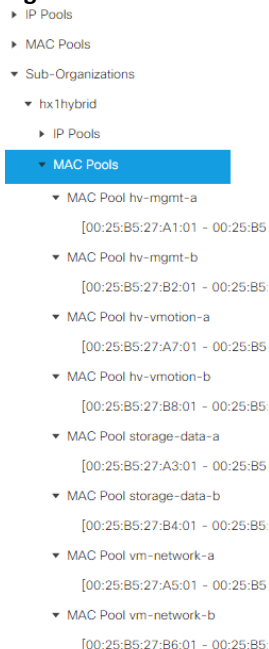 IP Pools
MAC Pools
Sub-Organizations
hx1hybrid
IP Pools
MAC Pools
MAC Pool hv-mgmt-a
[00:25:B5:27:A1:01 - 00:25:B5
MAC Pool hv-mgmt-b
[00:25:B5:27:B2:01 - 00:25:B5:
MAC Pool hv-vmotion-a
[00:25:B5:27:A7:01 - 00:25:B5
MAC Pool hv-vmotion-b
[00:25:B5:27:B8:01 - 00:25:B5:
MAC Pool storage-data-a
[00:25:B5:27:A3:01 - 00:25:B5
MAC Pool storage-data-b
[00:25:B5:27:B4:01 - 00:25:B5:
MAC Pool vm-network-a
[00:25:B5:27:A5:01 - 00:25:B5
MAC Pool vm-network-b
[00:25:B5:27:B6:01 - 00:25:B5: